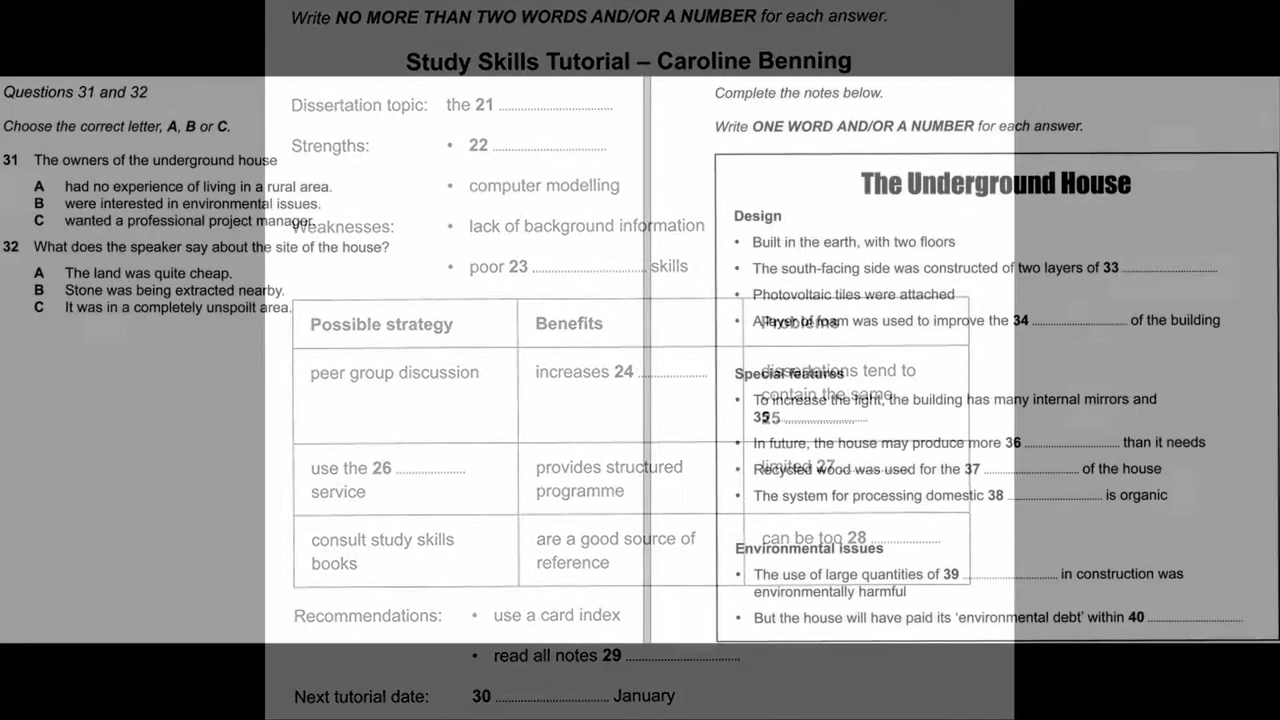 Write NO MORE THAN TWO WORDS AND/OR A NUMBER for each answer.
Study Skills Tutorial – Caroline Benning
Dissertation topic: the 21 ..........
Strengths: • 22 ..........
• computer modelling
Weaknesses: • lack of background information
• poor 23 .......... skills
Possible strategy Benefits Problems
peer group discussion increases 24 .......... dissertations tend to
contain the same
25 ..........
use the 26 .......... provides structured limited 27 ..........
service programme
consult study skills are a good source of can be too 28 ..........
books reference
Recommendations: • use a card index
• read all notes 29 ..........
Next tutorial date: 30 .......... January
Questions 31 and 32
Choose the correct letter, A, B or C.
31 The owners of the underground house
A had no experience of living in a rural area.
B were interested in environmental issues.
C wanted a professional project manager.
32 What does the speaker say about the site of the house?
A The land was quite cheap.
B Stone was being extracted nearby.
C It was in a completely unspoilt area.
Complete the notes below.
Write ONE WORD AND/OR A NUMBER for each answer.
The Underground House
Design
• Built in the earth, with two floors
• The south-facing side was constructed of two layers of 33 ..........
• Photovoltaic tiles were attached
• A layer of foam was used to improve the 34 .......... of the building
Special features
• To increase the light, the building has many internal mirrors and
35 ..........
• In future, the house may produce more 36 .......... than it needs
• Recycled wood was used for the 37 .......... of the house
• The system for processing domestic 38 .......... is organic
Environmental issues
• The use of large quantities of 39 .......... in construction was
environmentally harmful
• But the house will have paid its ‘environmental debt’ within 40 ..........